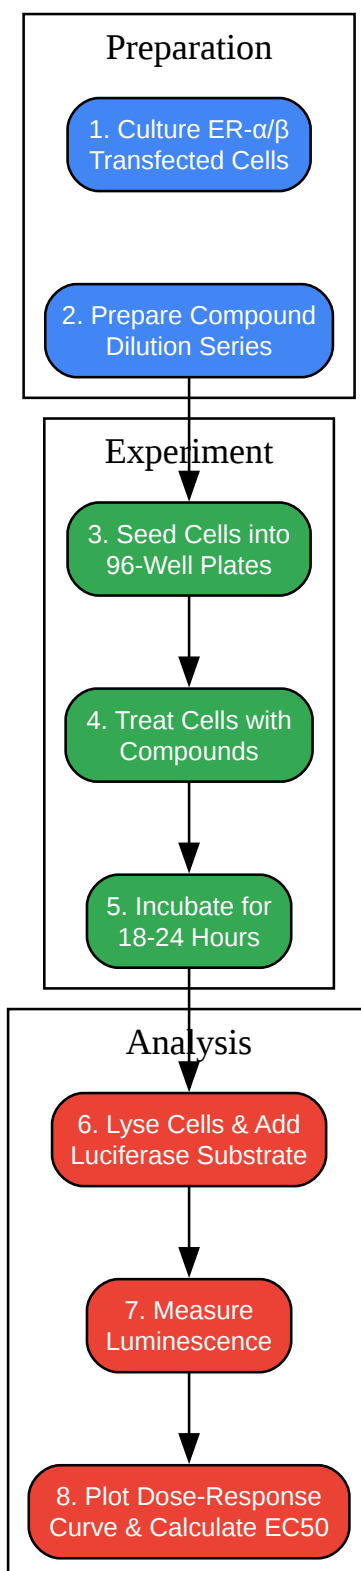 Preparation
1. Culture ER-α/β
Transfected Cells
2. Prepare Compound
Dilution Series
Experiment
3. Seed Cells into
96-Well Plates
4. Treat Cells with
Compounds
5. Incubate for
18-24 Hours
Analysis
6. Lyse Cells & Add
Luciferase Substrate
7. Measure
Luminescence
8. Plot Dose-Response
Curve & Calculate EC50